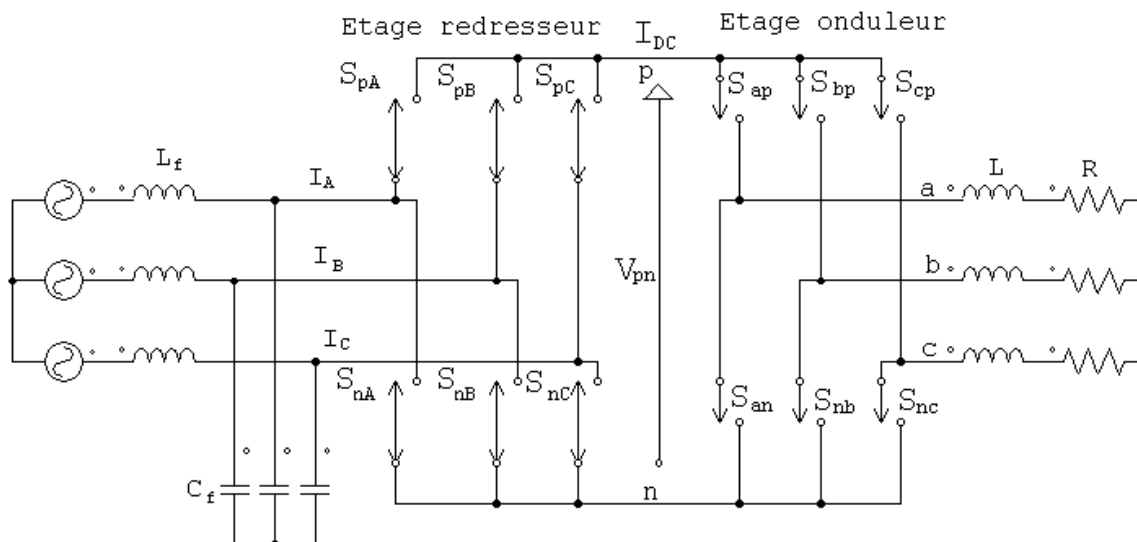 Etage redresseur
Etage onduleur
I_DC
S_pA S_pB S_pC p S_ap S_bp S_cp
L_f I_A a L R
I_B V_pn b
I_C c
S_nA S_nB S_nC S_an S_nb S_nc
C_f n